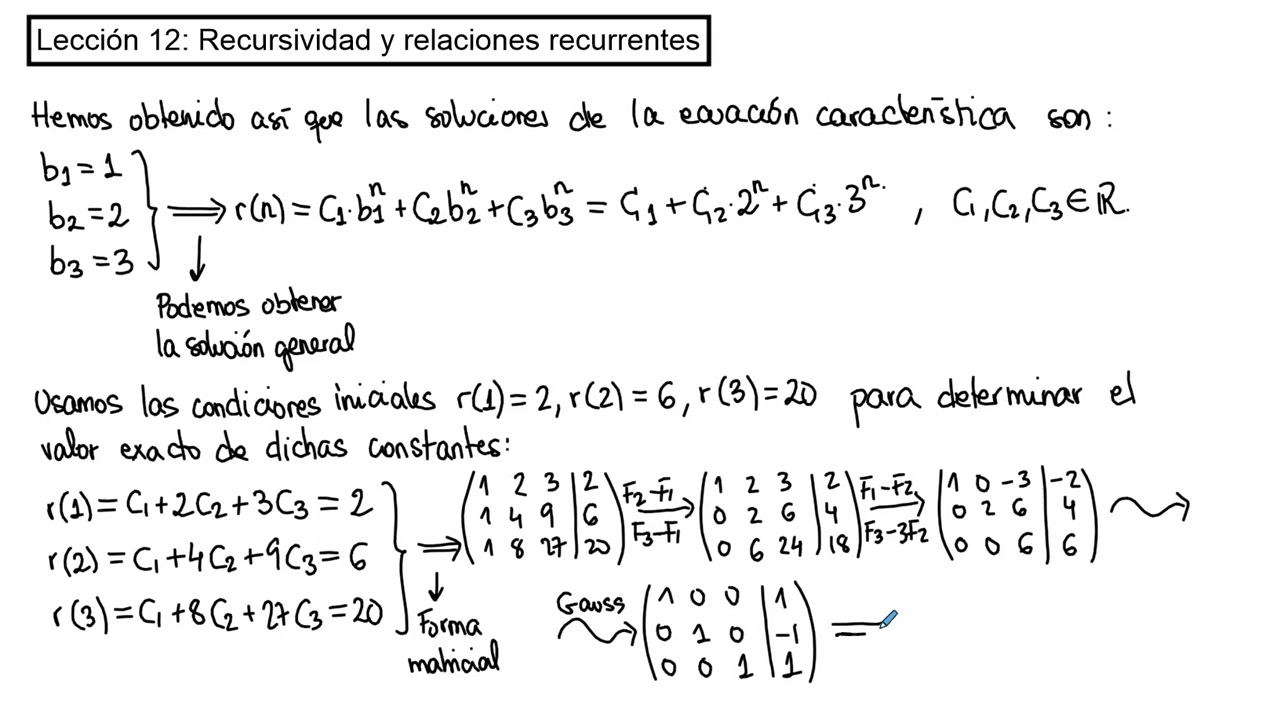 Lección 12: Recursividad y relaciones recurrentes
Hemos obtenido así que las soluciones de la ecuación característica son:
b1 = 1
b2 = 2
b3 = 3
⟹ r(n) = C1·b1^n + C2b2^n + C3b3^n = C1 + C2·2^n + C3·3^n. , C1, C2, C3 ∈ ℝ.
↓
Podemos obtener
la solución general
Usamos las condiciones iniciales r(1) = 2, r(2) = 6, r(3) = 20 para determinar el
valor exacto de dichas constantes:
r(1) = C1 + 2C2 + 3C3 = 2
r(2) = C1 + 4C2 + 9C3 = 6
r(3) = C1 + 8C2 + 27C3 = 20
⟹
↓
Forma
matricial
1 2 3 | 2
1 4 9 | 6
1 8 27 | 20
F2-F1
F3-F1
1 2 3 | 2
0 2 6 | 4
0 6 24 | 18
F1-F2
F3-3F2
1 0 -3 | -2
0 2 6 | 4
0 0 6 | 6
Gauss
1 0 0 | 1
0 1 0 | -1
0 0 1 | 1